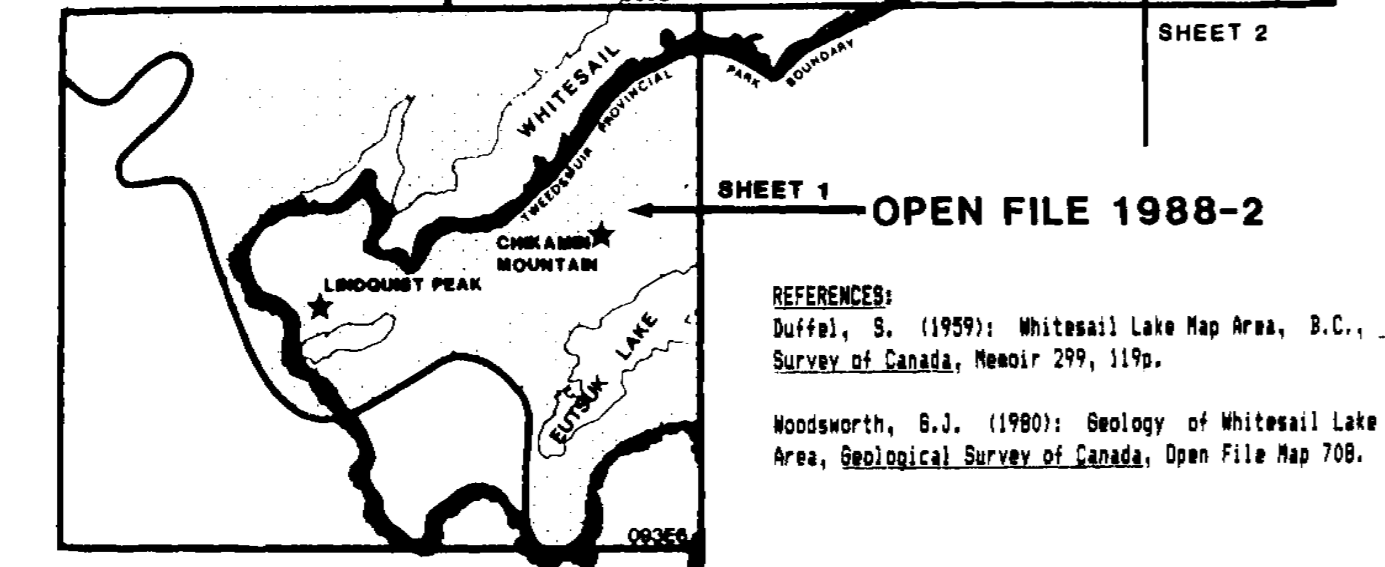 SHEET 2
WHITESAIL
TWEEDSMUIR PROVINCIAL PARK BOUNDARY
SHEET 1
OPEN FILE 1988-2
CHIKAMIN
MOUNTAIN
LINDQUIST PEAK
EUTSUK LAKE
093E6
REFERENCES:
Duffel, S. (1959): Whitesail Lake Map Area, B.C.,
Survey of Canada, Memoir 299, 119p.
Woodsworth, G.J. (1980): Geology of Whitesail Lake
Area, Geological Survey of Canada, Open File Map 708.